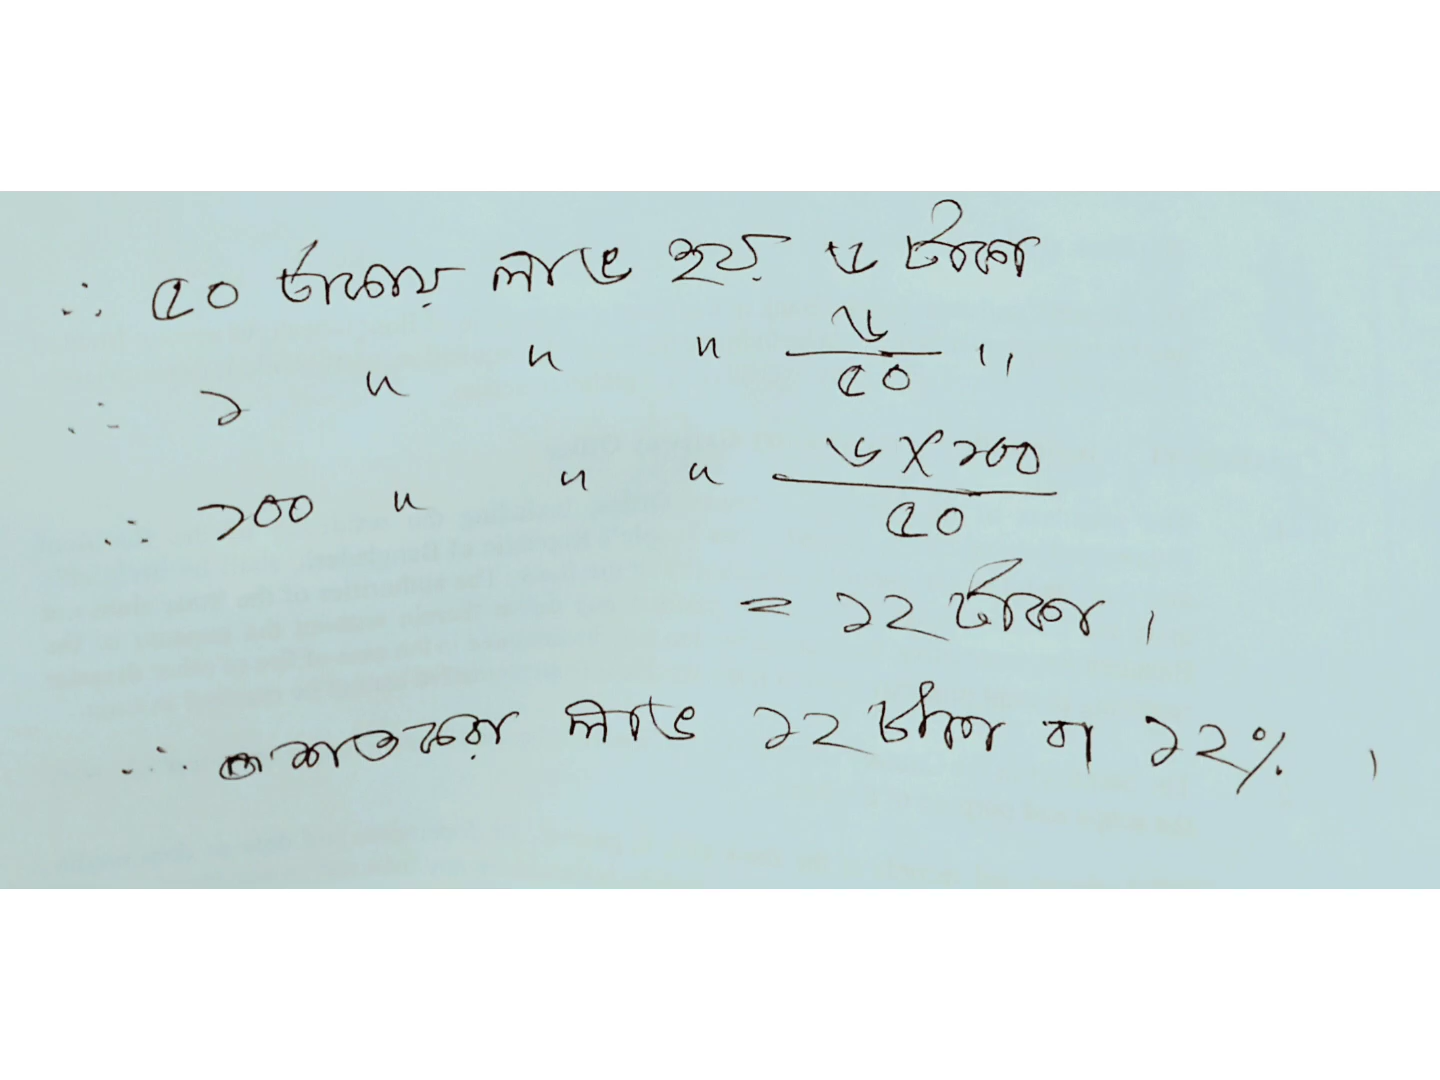 ∴ ৫০ টাকায় লাভ হয় ৬ টাকা
∴ ১ " " " ৬/৫০ "
∴ ১০০ " " " ৬×১০০/৫০
= ১২ টাকা।
∴ শতকরা লাভ ১২ টাকা বা ১২%।